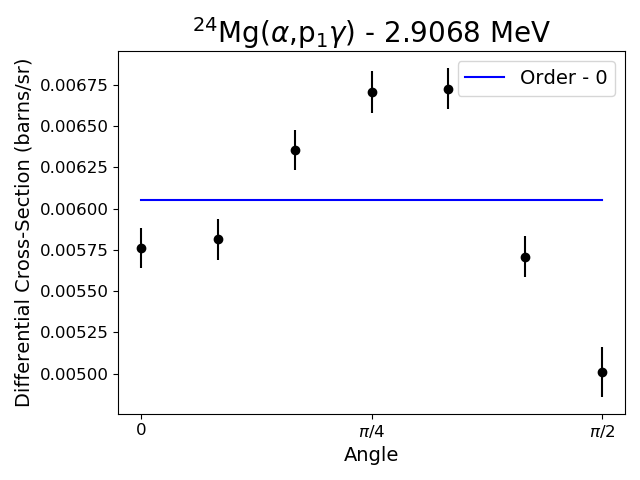 ²⁴Mg(α,p₁γ) - 2.9068 MeV
Order - 0
Differential Cross-Section (barns/sr)
0.00675
0.00650
0.00625
0.00600
0.00575
0.00550
0.00525
0.00500
0
π/4
π/2
Angle